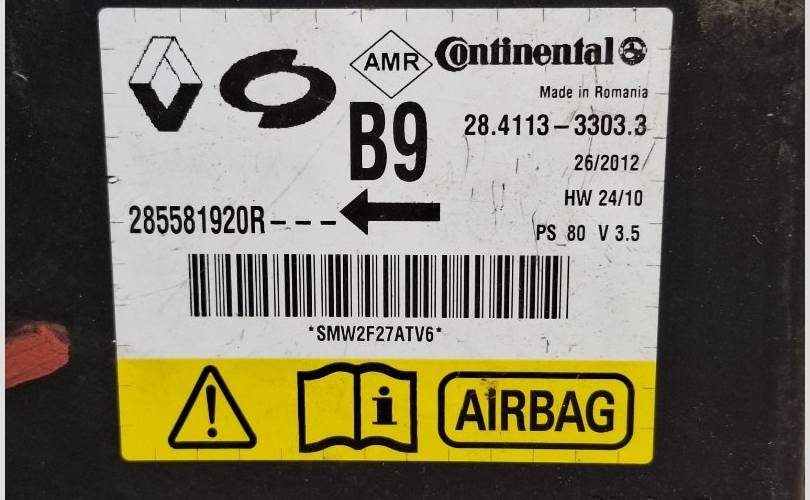 AMR Continental
Made in Romania
B9
28.4113-3303.3
26/2012
HW 24/10
285581920R---
PS 80 V 3.5
*SMW2F27ATV6*
i AIRBAG